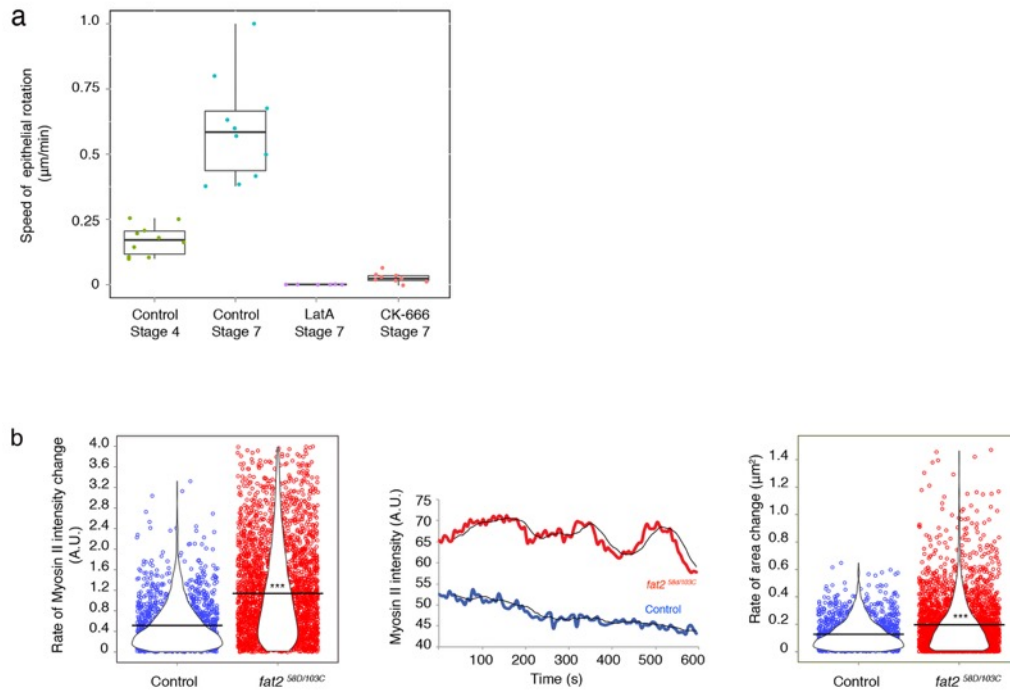 a
Speed of epithelial rotation
(µm/min)
1.0
0.75
0.5
0.25
0
Control
Stage 4
Control
Stage 7
LatA
Stage 7
CK-666
Stage 7
b
Rate of Myosin II intensity change
(A.U.)
4.0
3.6
3.2
2.8
2.4
2.0
1.6
1.2
0.8
0.4
0
***
Control
fat2 58D/103C
Myosin II intensity (A.U.)
75
70
65
60
55
50
45
40
fat2 58d/103C
Control
100 200 300 400 500 600
Time (s)
Rate of area change (µm²)
1.4
1.2
1.0
0.8
0.6
0.4
0.2
0
***
Control
fat2 58D/103C